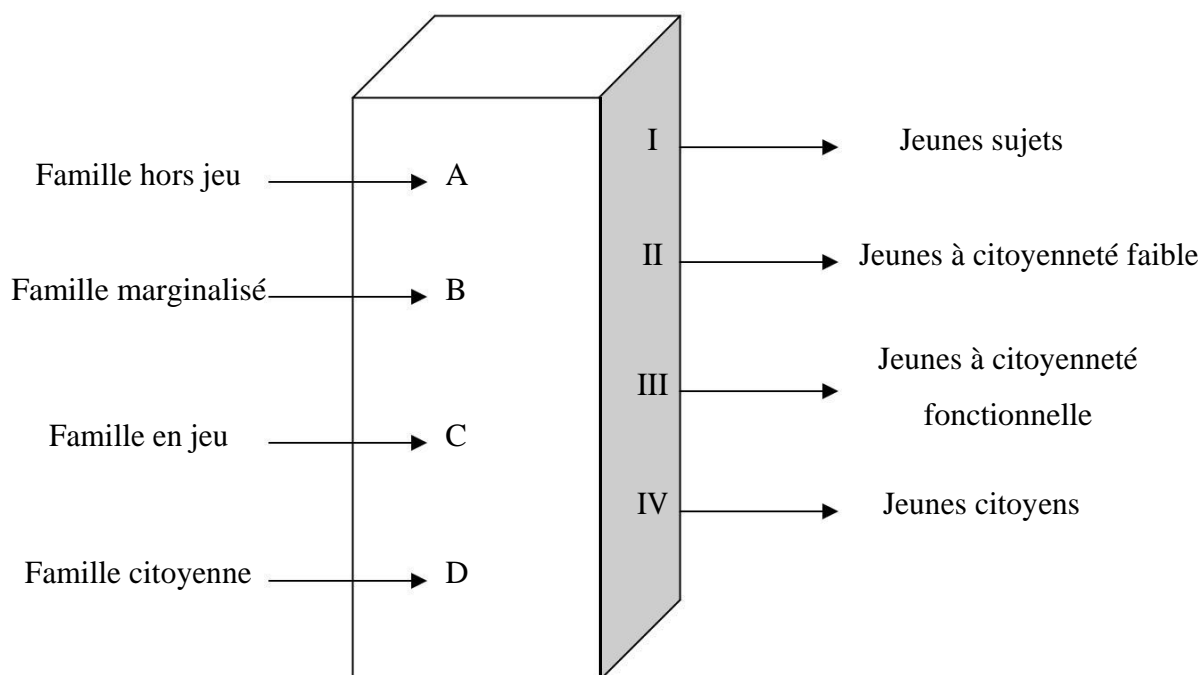 I
Jeunes sujets
Famille hors jeu
A
II
Jeunes à citoyenneté faible
Famille marginalisé
B
Jeunes à citoyenneté
III
fonctionnelle
Famille en jeu
C
IV
Jeunes citoyens
Famille citoyenne
D